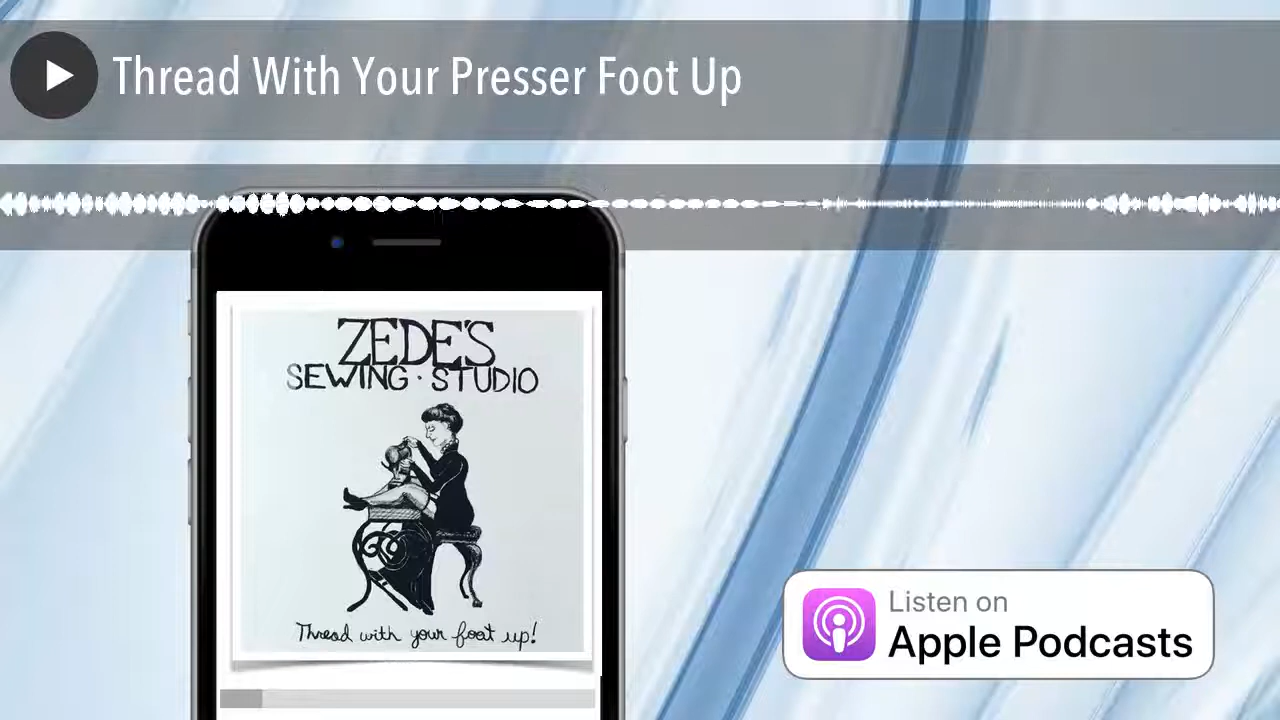 Thread With Your Presser Foot Up
ZEDE'S
SEWING · STUDIO
Thread with your foot up!
Listen on
Apple Podcasts